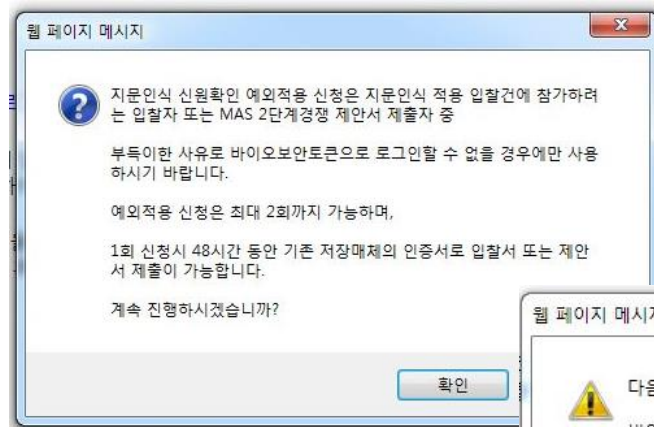 웹 페이지 메시지
지문인식 신원확인 예외적용 신청은 지문인식 적용 입찰건에 참가하려
는 입찰자 또는 MAS 2단계경쟁 제안서 제출자 중
부득이한 사유로 바이오보안토큰으로 로그인할 수 없을 경우에만 사용
하시기 바랍니다.
예외적용 신청은 최대 2회까지 가능하며,
1회 신청시 48시간 동안 기존 저장매체의 인증서로 입찰서 또는 제안
서 제출이 가능합니다.
계속 진행하시겠습니까?
확인
웹 페이지 메시지